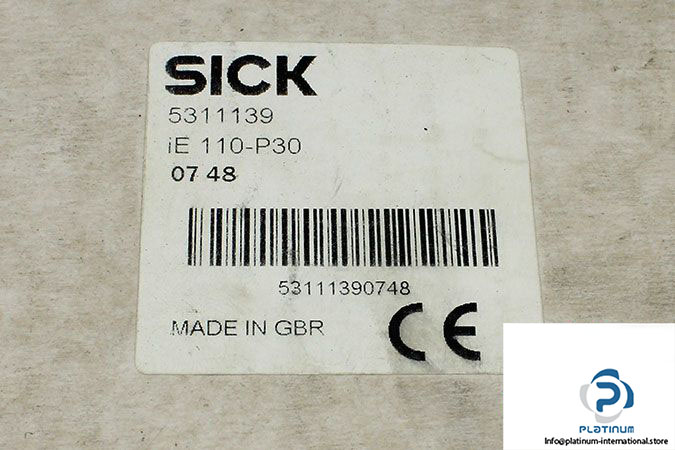 SICK
5311139
iE 110-P30
07 48
53111390748
MADE IN GBR
CE
PLATINUM
Info@platinum-international.store